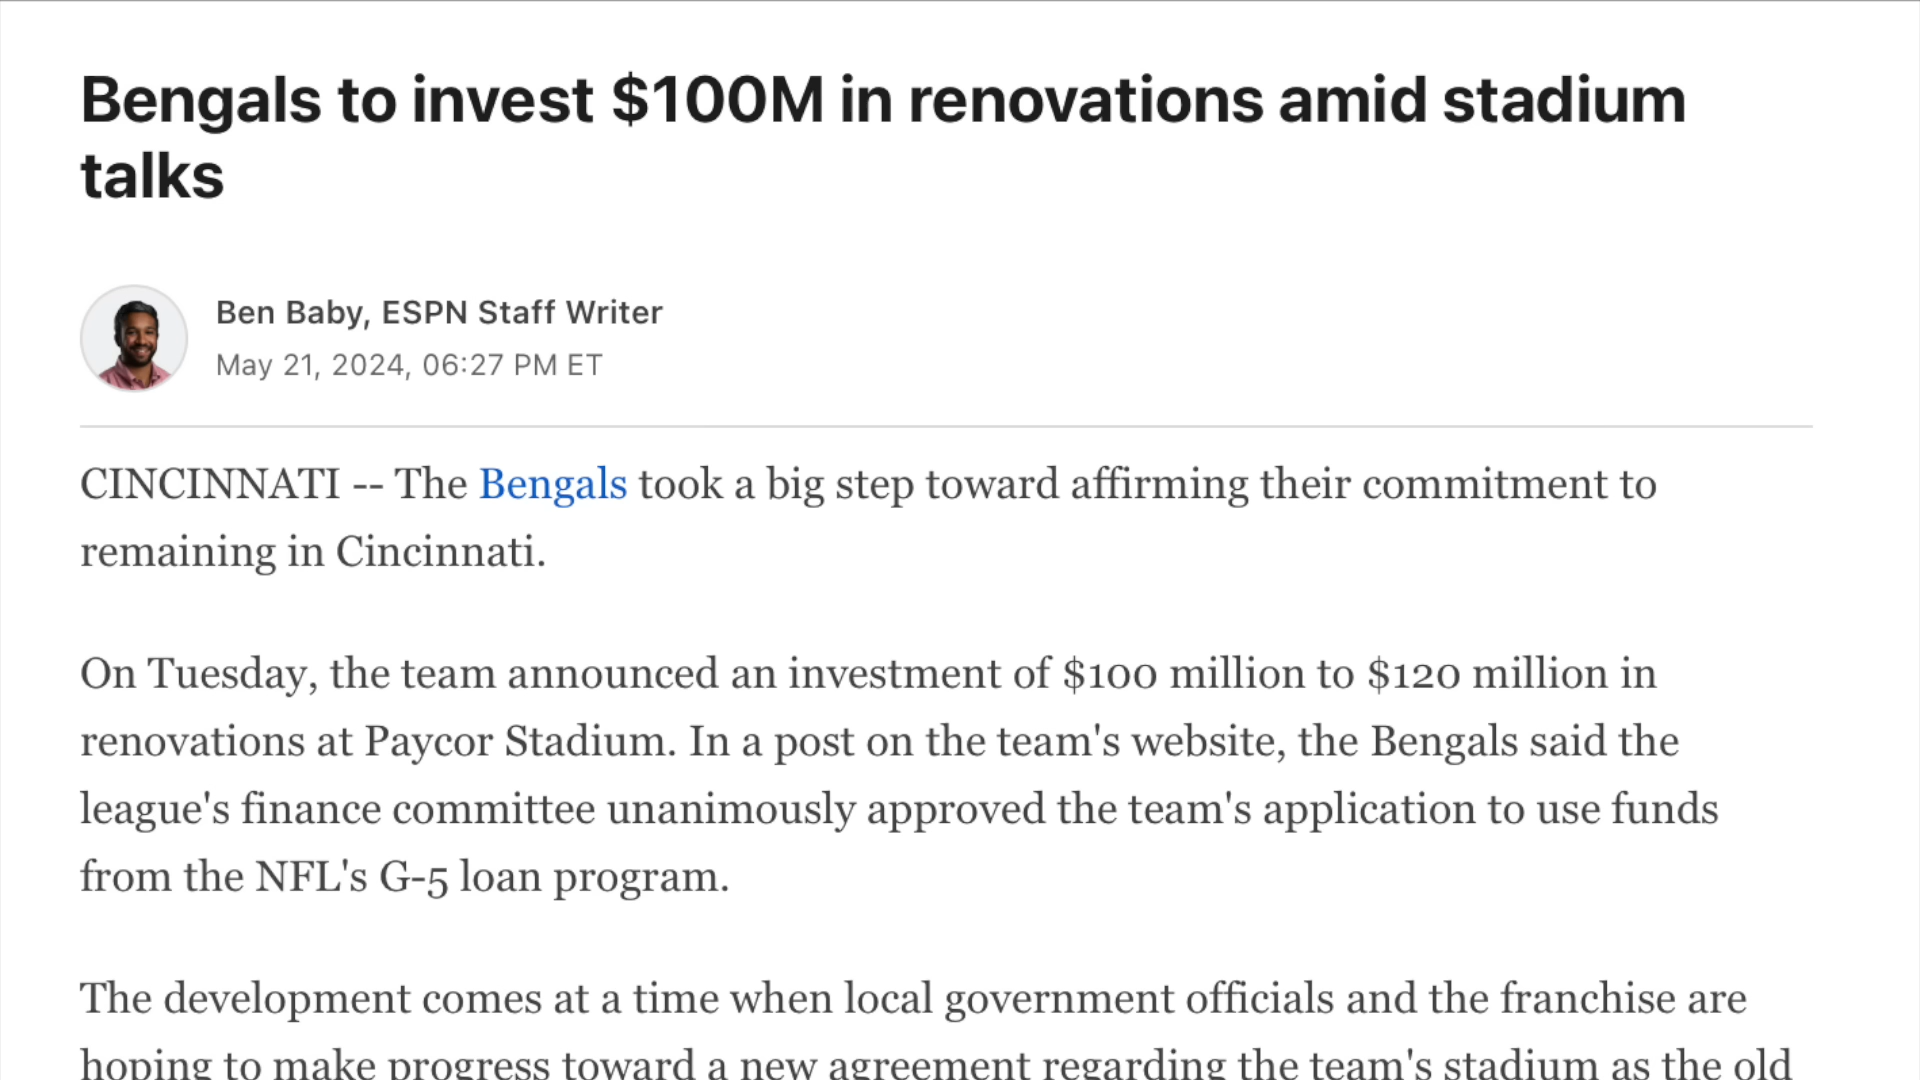 Bengals to invest $100M in renovations amid stadium
talks
Ben Baby, ESPN Staff Writer
May 21, 2024, 06:27 PM ET
CINCINNATI -- The Bengals took a big step toward affirming their commitment to
remaining in Cincinnati.
On Tuesday, the team announced an investment of $100 million to $120 million in
renovations at Paycor Stadium. In a post on the team's website, the Bengals said the
league's finance committee unanimously approved the team's application to use funds
from the NFL's G-5 loan program.
The development comes at a time when local government officials and the franchise are
hoping to make progress toward a new agreement regarding the team's stadium as the old